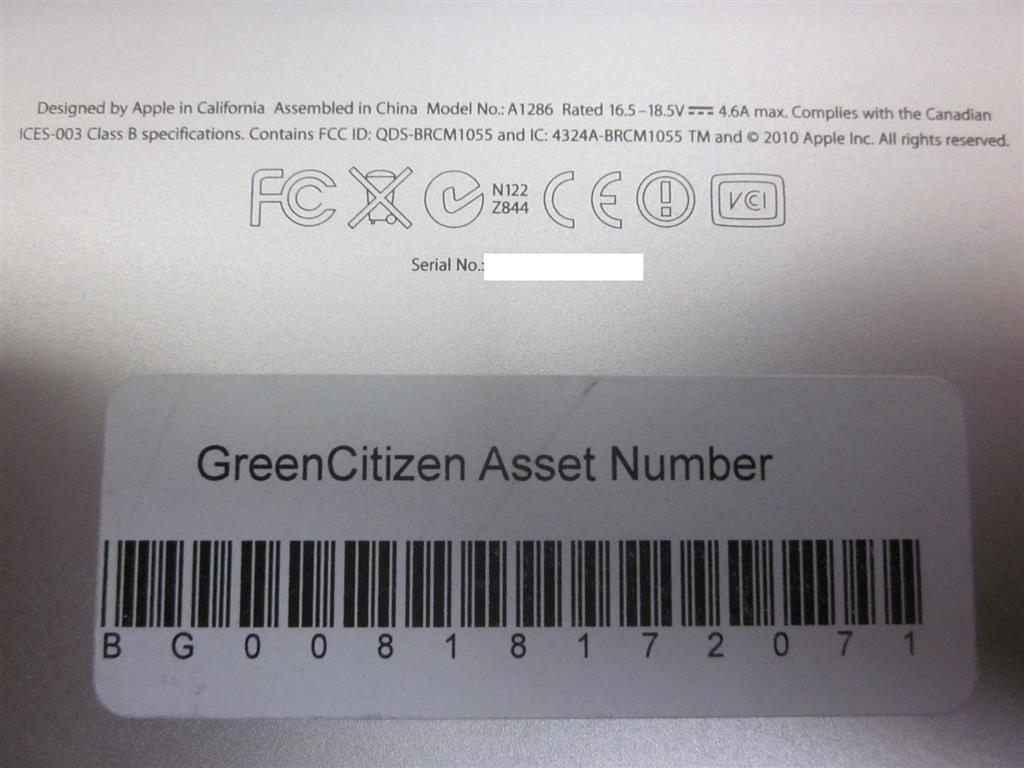 Designed by Apple in California Assembled in China Model No.: A1286 Rated 16.5–18.5V⎓ 4.6A max. Complies with the Canadian
ICES-003 Class B specifications. Contains FCC ID: QDS-BRCM1055 and IC: 4324A-BRCM1055 TM and © 2010 Apple Inc. All rights reserved.
FC N122 CE VCI
Z844
Serial No.:
GreenCitizen Asset Number
BG00818172071